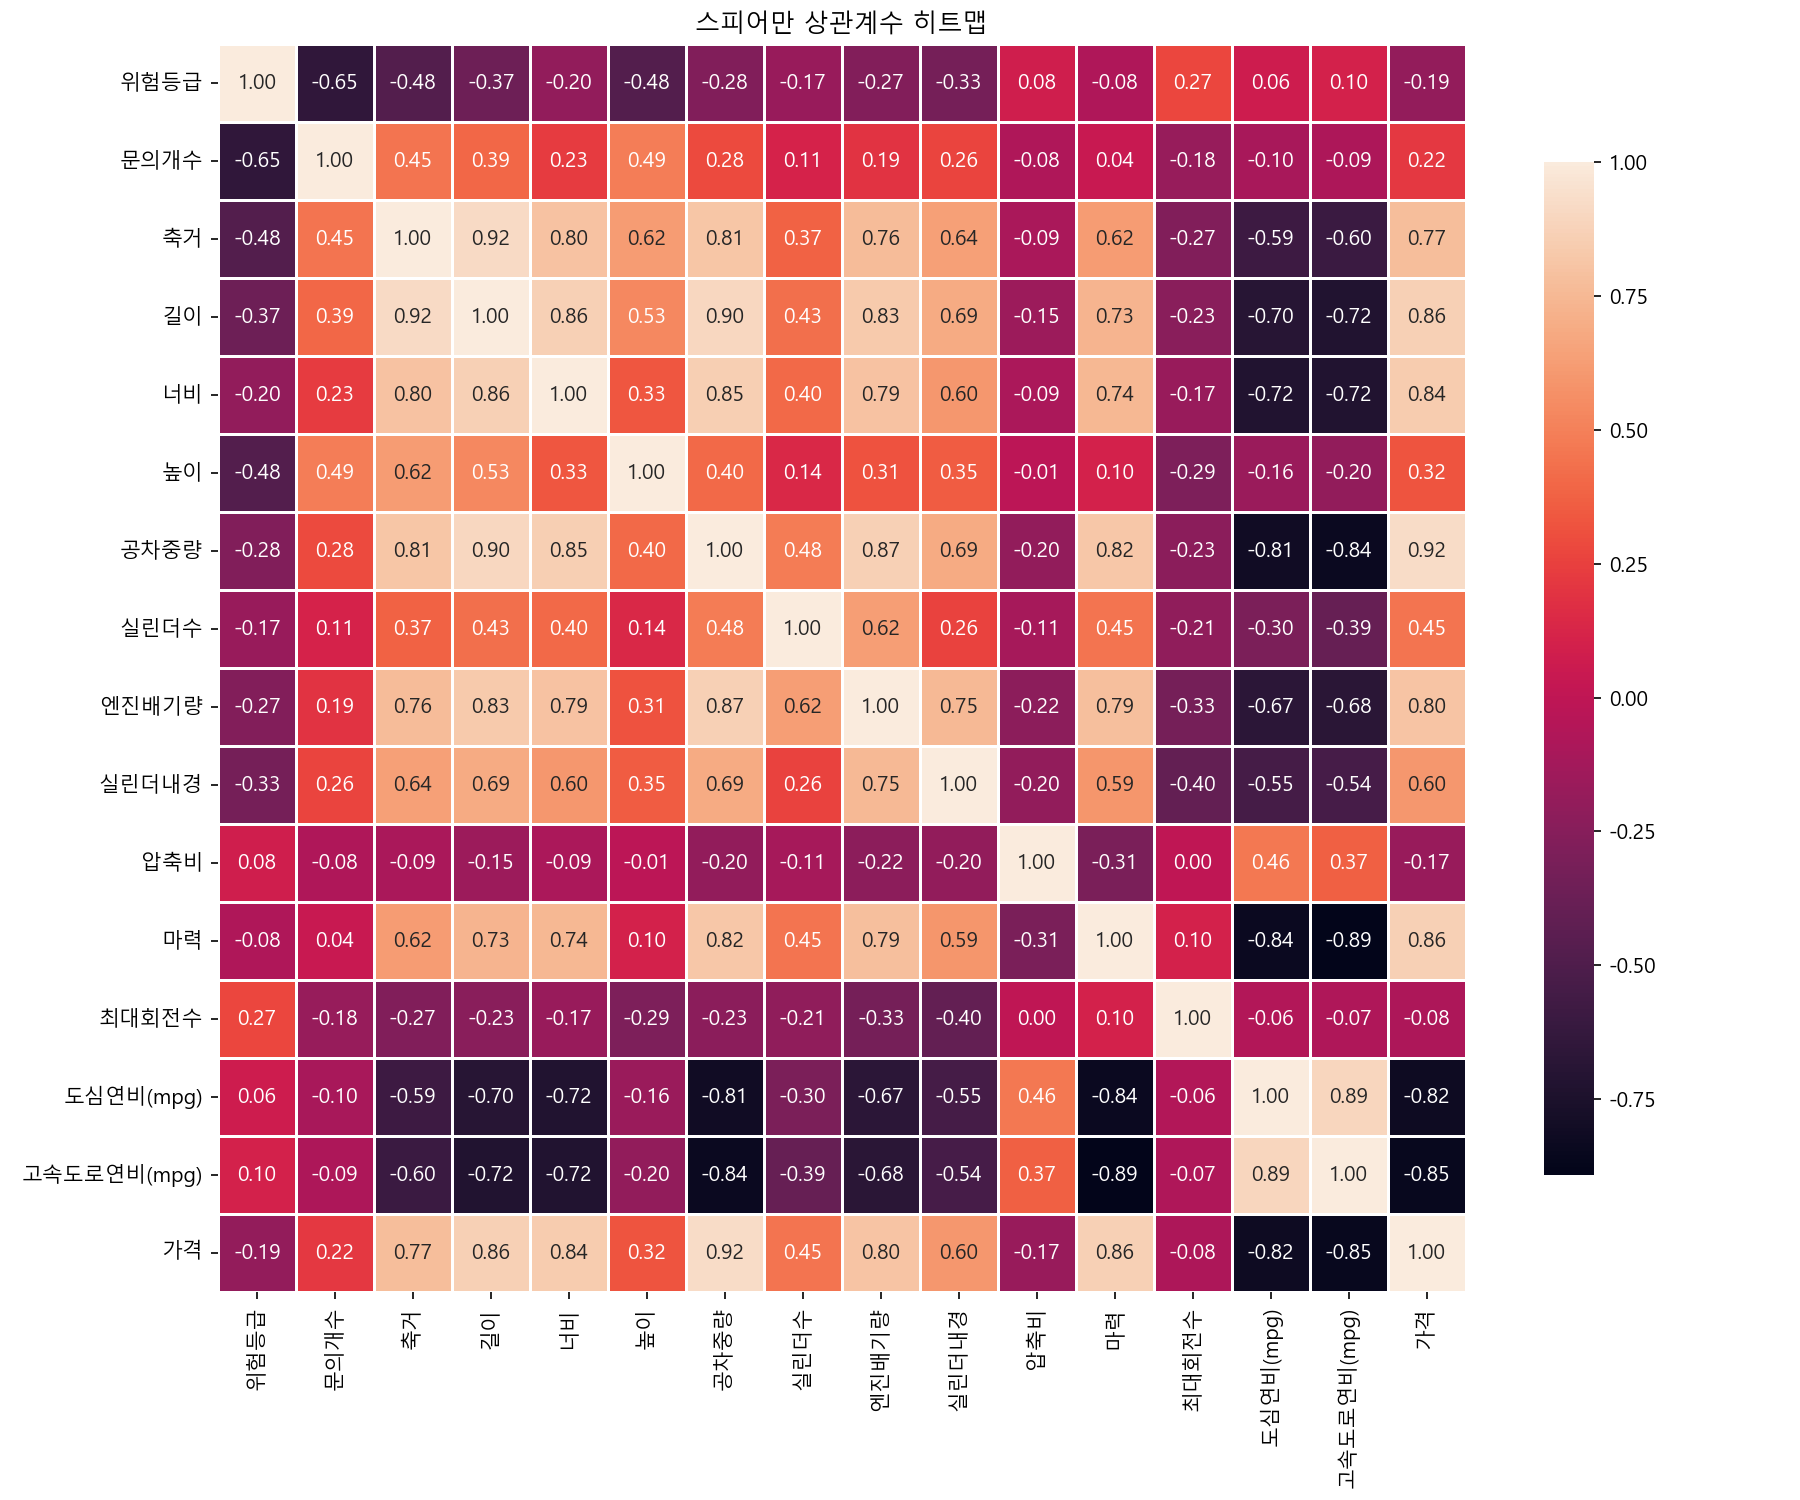 스피어만 상관계수 히트맵
위험등급 1.00 -0.65 -0.48 -0.37 -0.20 -0.48 -0.28 -0.17 -0.27 -0.33 0.08 -0.08 0.27 0.06 0.10 -0.19
문의개수 -0.65 1.00 0.45 0.39 0.23 0.49 0.28 0.11 0.19 0.26 -0.08 0.04 -0.18 -0.10 -0.09 0.22
축거 -0.48 0.45 1.00 0.92 0.80 0.62 0.81 0.37 0.76 0.64 -0.09 0.62 -0.27 -0.59 -0.60 0.77
길이 -0.37 0.39 0.92 1.00 0.86 0.53 0.90 0.43 0.83 0.69 -0.15 0.73 -0.23 -0.70 -0.72 0.86
너비 -0.20 0.23 0.80 0.86 1.00 0.33 0.85 0.40 0.79 0.60 -0.09 0.74 -0.17 -0.72 -0.72 0.84
높이 -0.48 0.49 0.62 0.53 0.33 1.00 0.40 0.14 0.31 0.35 -0.01 0.10 -0.29 -0.16 -0.20 0.32
공차중량 -0.28 0.28 0.81 0.90 0.85 0.40 1.00 0.48 0.87 0.69 -0.20 0.82 -0.23 -0.81 -0.84 0.92
실린더수 -0.17 0.11 0.37 0.43 0.40 0.14 0.48 1.00 0.62 0.26 -0.11 0.45 -0.21 -0.30 -0.39 0.45
엔진배기량 -0.27 0.19 0.76 0.83 0.79 0.31 0.87 0.62 1.00 0.75 -0.22 0.79 -0.33 -0.67 -0.68 0.80
실린더내경 -0.33 0.26 0.64 0.69 0.60 0.35 0.69 0.26 0.75 1.00 -0.20 0.59 -0.40 -0.55 -0.54 0.60
압축비 0.08 -0.08 -0.09 -0.15 -0.09 -0.01 -0.20 -0.11 -0.22 -0.20 1.00 -0.31 0.00 0.46 0.37 -0.17
마력 -0.08 0.04 0.62 0.73 0.74 0.10 0.82 0.45 0.79 0.59 -0.31 1.00 0.10 -0.84 -0.89 0.86
최대회전수 0.27 -0.18 -0.27 -0.23 -0.17 -0.29 -0.23 -0.21 -0.33 -0.40 0.00 0.10 1.00 -0.06 -0.07 -0.08
도심연비(mpg) 0.06 -0.10 -0.59 -0.70 -0.72 -0.16 -0.81 -0.30 -0.67 -0.55 0.46 -0.84 -0.06 1.00 0.89 -0.82
고속도로연비(mpg) 0.10 -0.09 -0.60 -0.72 -0.72 -0.20 -0.84 -0.39 -0.68 -0.54 0.37 -0.89 -0.07 0.89 1.00 -0.85
가격 -0.19 0.22 0.77 0.86 0.84 0.32 0.92 0.45 0.80 0.60 -0.17 0.86 -0.08 -0.82 -0.85 1.00
위험등급 문의개수 축거 길이 너비 높이 공차중량 실린더수 엔진배기량 실린더내경 압축비 마력 최대회전수 도심연비(mpg) 고속도로연비(mpg) 가격
1.00
0.75
0.50
0.25
0.00
-0.25
-0.50
-0.75